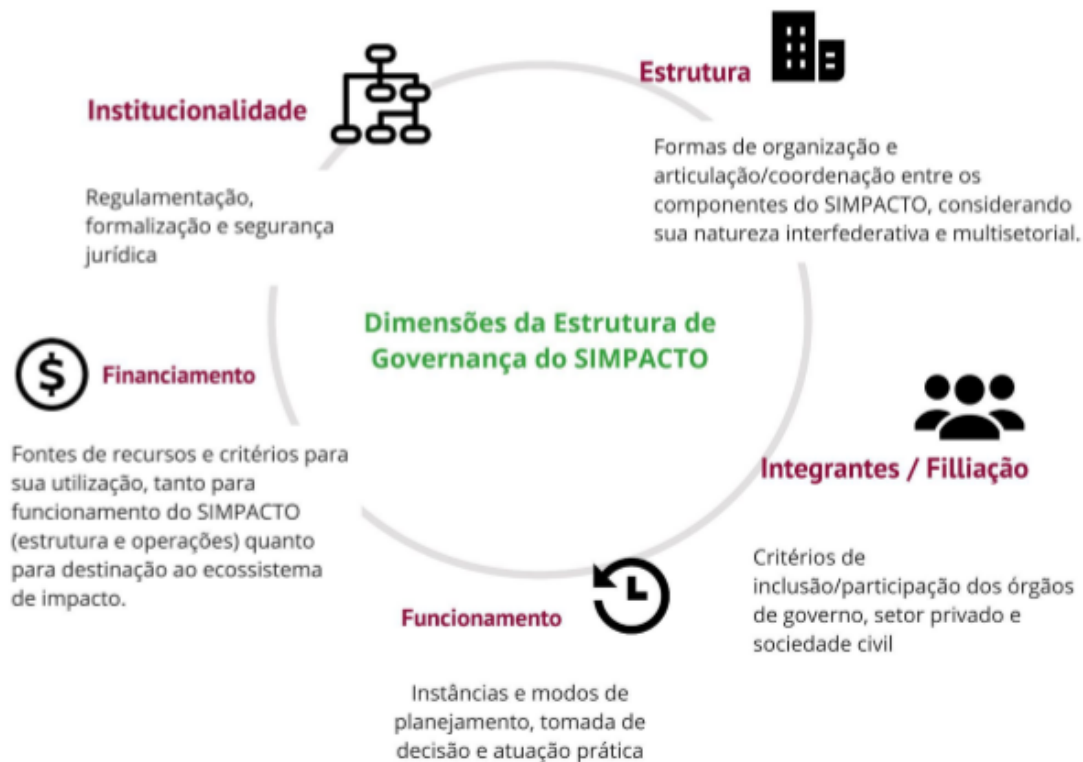 Institucionalidade
Regulamentação,
formalização e segurança
jurídica
Estrutura
Formas de organização e
articulação/coordenação entre os
componentes do SIMPACTO, considerando
sua natureza interfederativa e multisetorial.
Dimensões da Estrutura de
Governança do SIMPACTO
$
Financiamento
Fontes de recursos e critérios para
sua utilização, tanto para
funcionamento do SIMPACTO
(estrutura e operações) quanto
para destinação ao ecossistema
de impacto.
Integrantes / Filliação
Critérios de
inclusão/participação dos órgãos
de governo, setor privado e
sociedade civil
Funcionamento
Instâncias e modos de
planejamento, tomada de
decisão e atuação prática